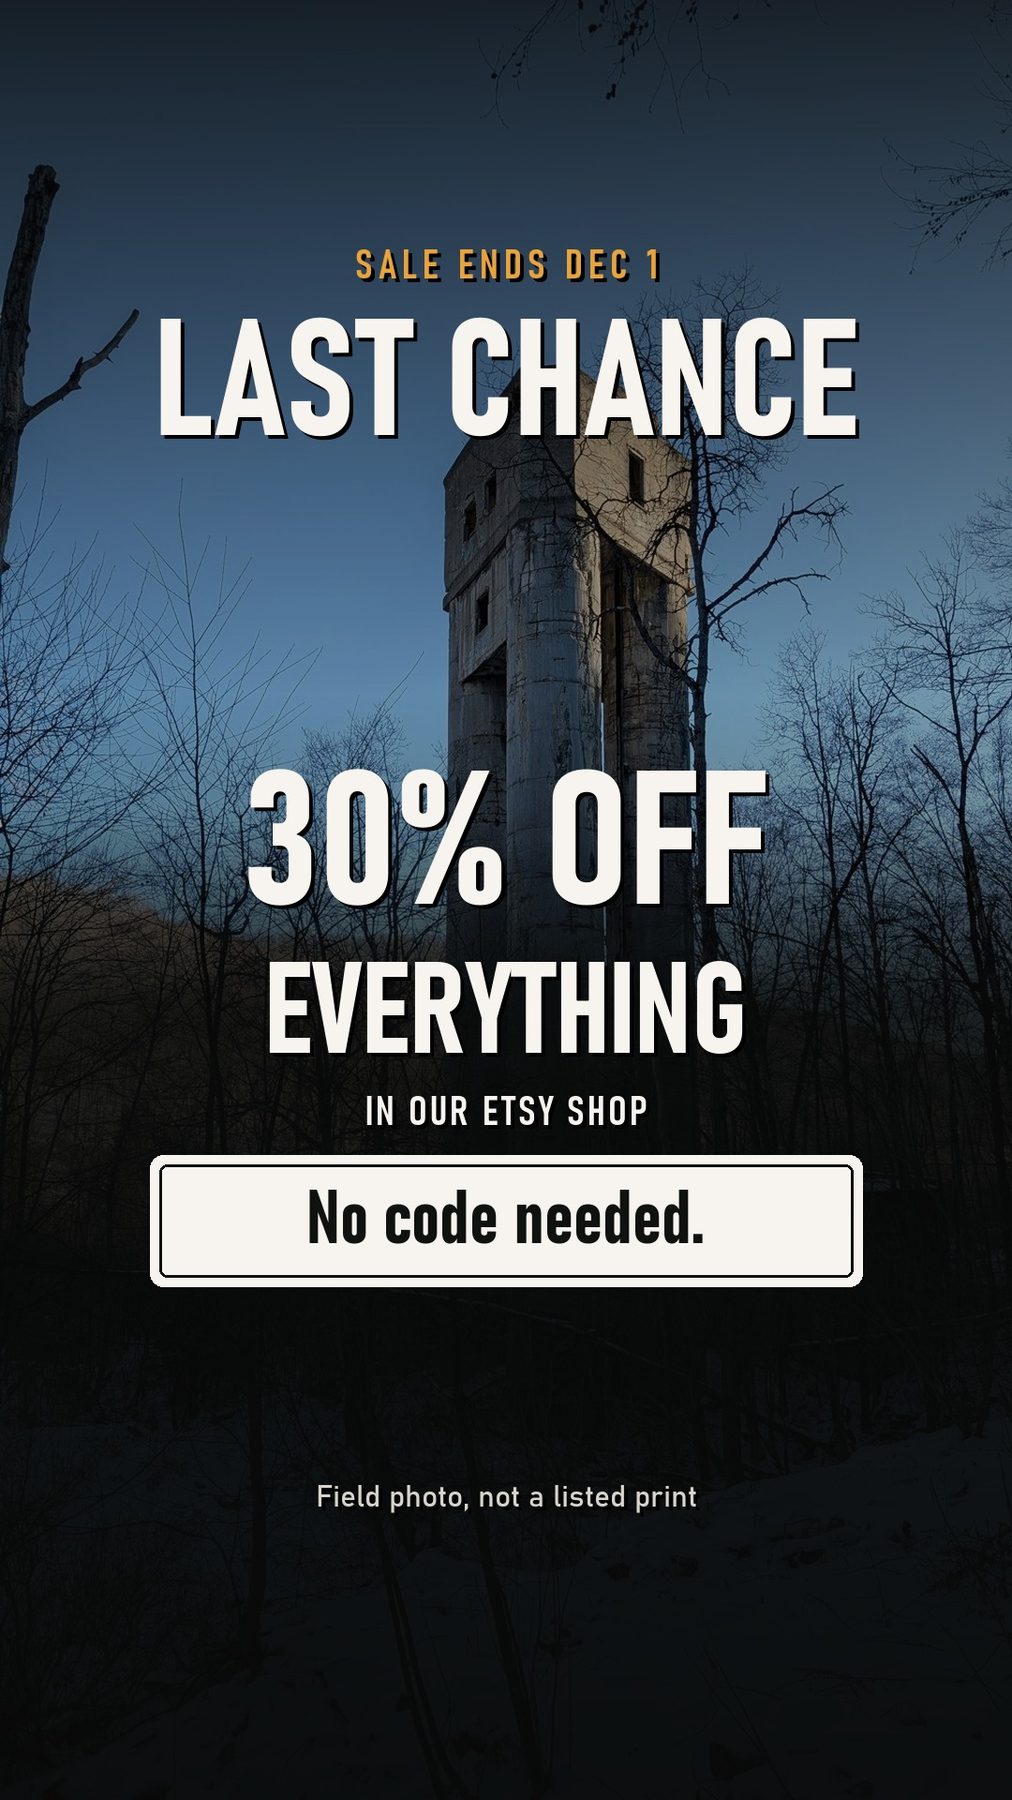 SALE ENDS DEC 1
LAST CHANCE
30% OFF
EVERYTHING
IN OUR ETSY SHOP
No code needed.
Field photo, not a listed print